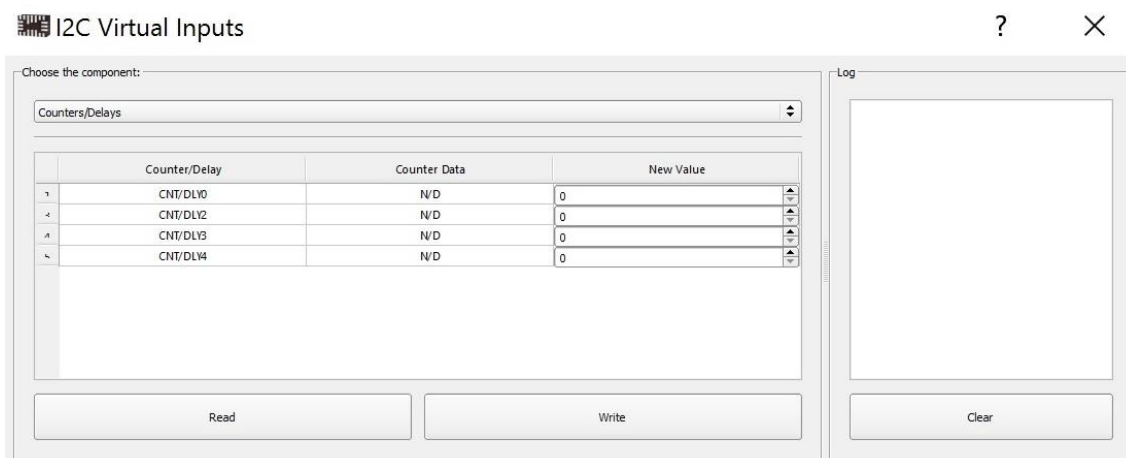 I2C Virtual Inputs ? X
Choose the component:
Log
Counters/Delays
Counter/Delay Counter Data New Value
CNT/DLY0 N/D 0
CNT/DLY2 N/D 0
CNT/DLY3 N/D 0
CNT/DLY4 N/D 0
Read Write Clear